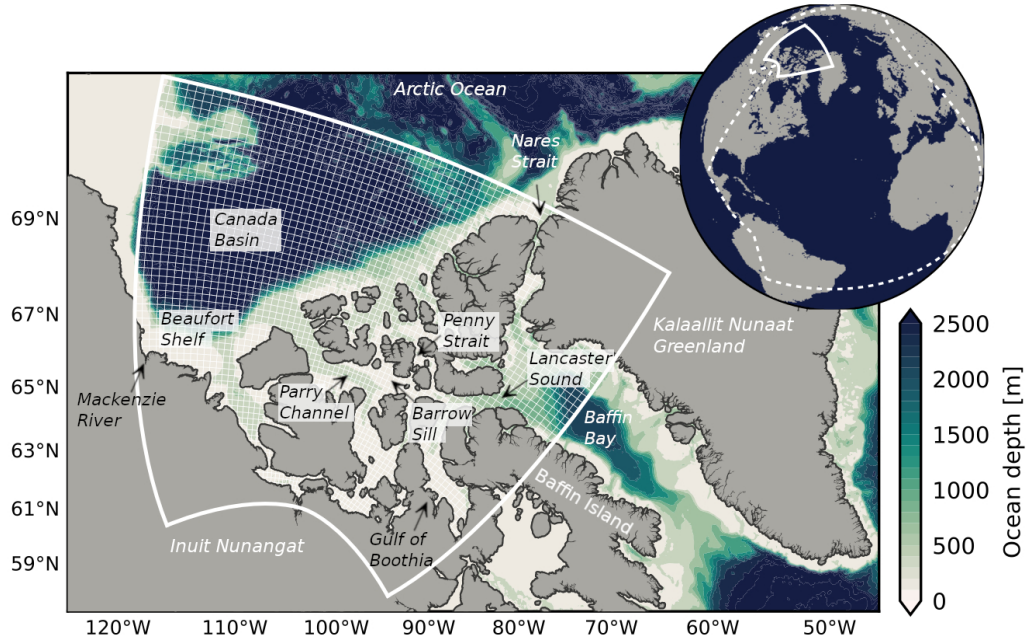 Arctic Ocean
Nares
Strait
69°N
67°N
65°N
63°N
61°N
59°N
Canada
Basin
Beaufort
Shelf
Penny
Strait
Kalaallit Nunaat
Greenland
Lancaster
Sound
Mackenzie
River
Parry
Channel
Barrow
Sill
Baffin
Bay
Baffin Island
Inuit Nunangat
Gulf of
Boothia
120°W 110°W 100°W 90°W 80°W 70°W 60°W 50°W
2500
2000
1500
1000
500
0
Ocean depth [m]